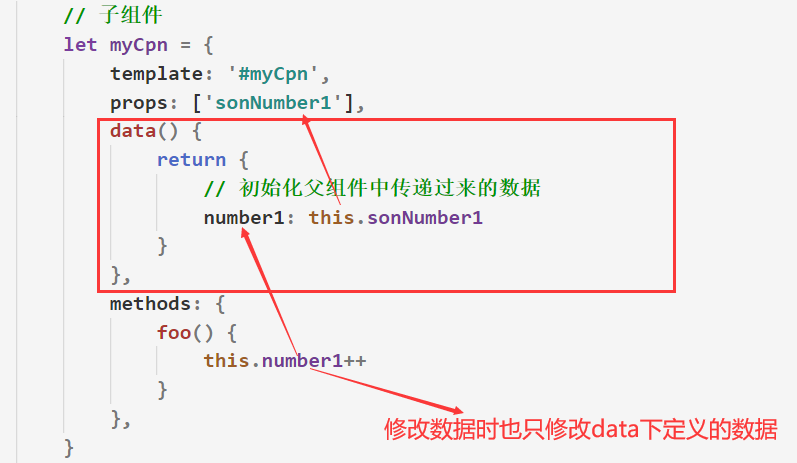 // 子组件
let myCpn = {
template: '#myCpn',
props: ['sonNumber1'],
data() {
return {
// 初始化父组件中传递过来的数据
number1: this.sonNumber1
}
},
methods: {
foo() {
this.number1++
}
},
修改数据时也只修改data下定义的数据
}